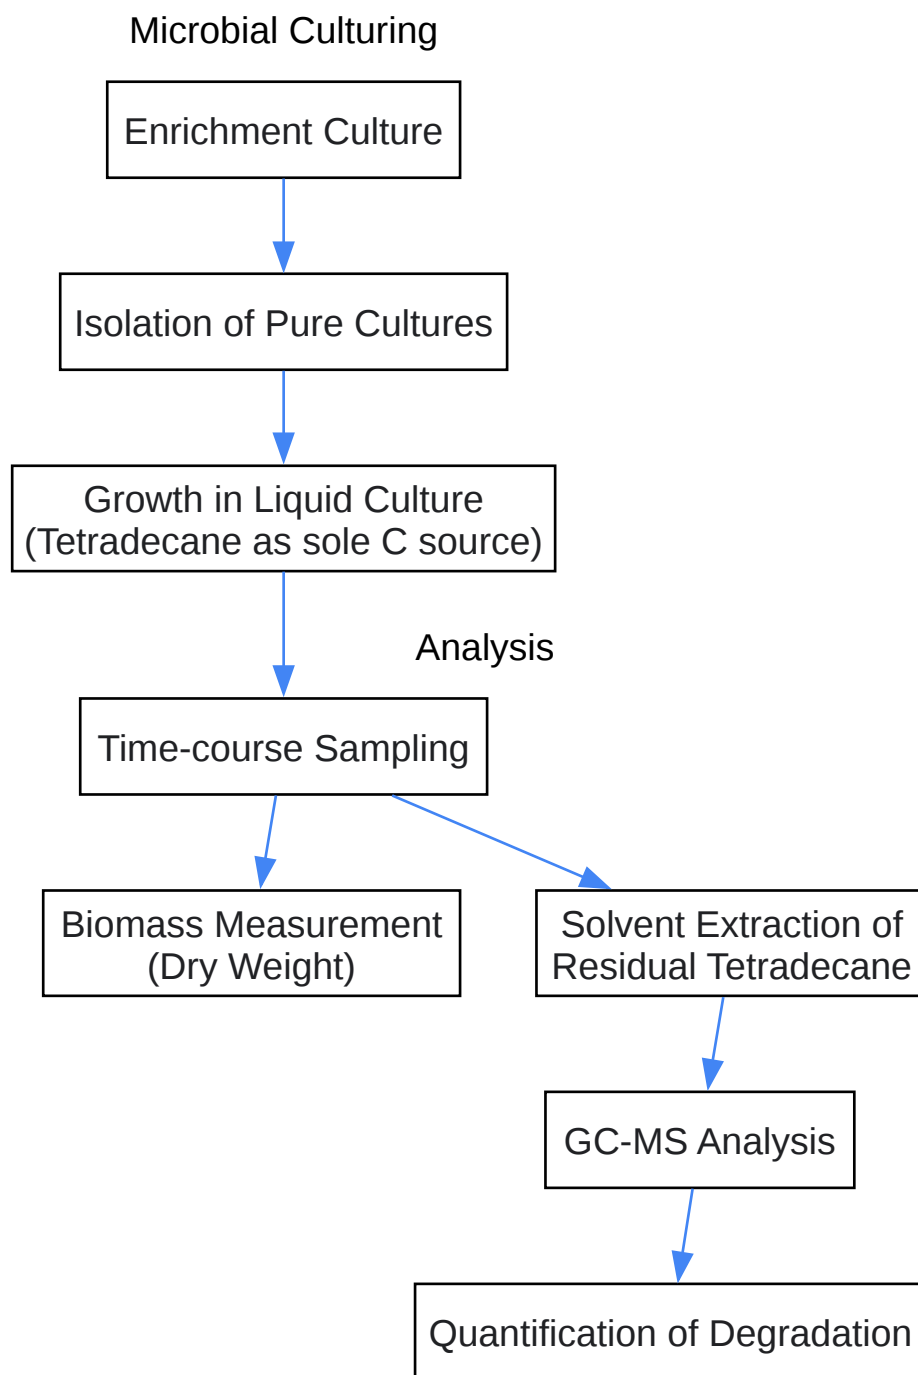 Microbial Culturing
Enrichment Culture
Isolation of Pure Cultures
Growth in Liquid Culture
(Tetradecane as sole C source)
Analysis
Time-course Sampling
Biomass Measurement
(Dry Weight)
Solvent Extraction of
Residual Tetradecane
GC-MS Analysis
Quantification of Degradation